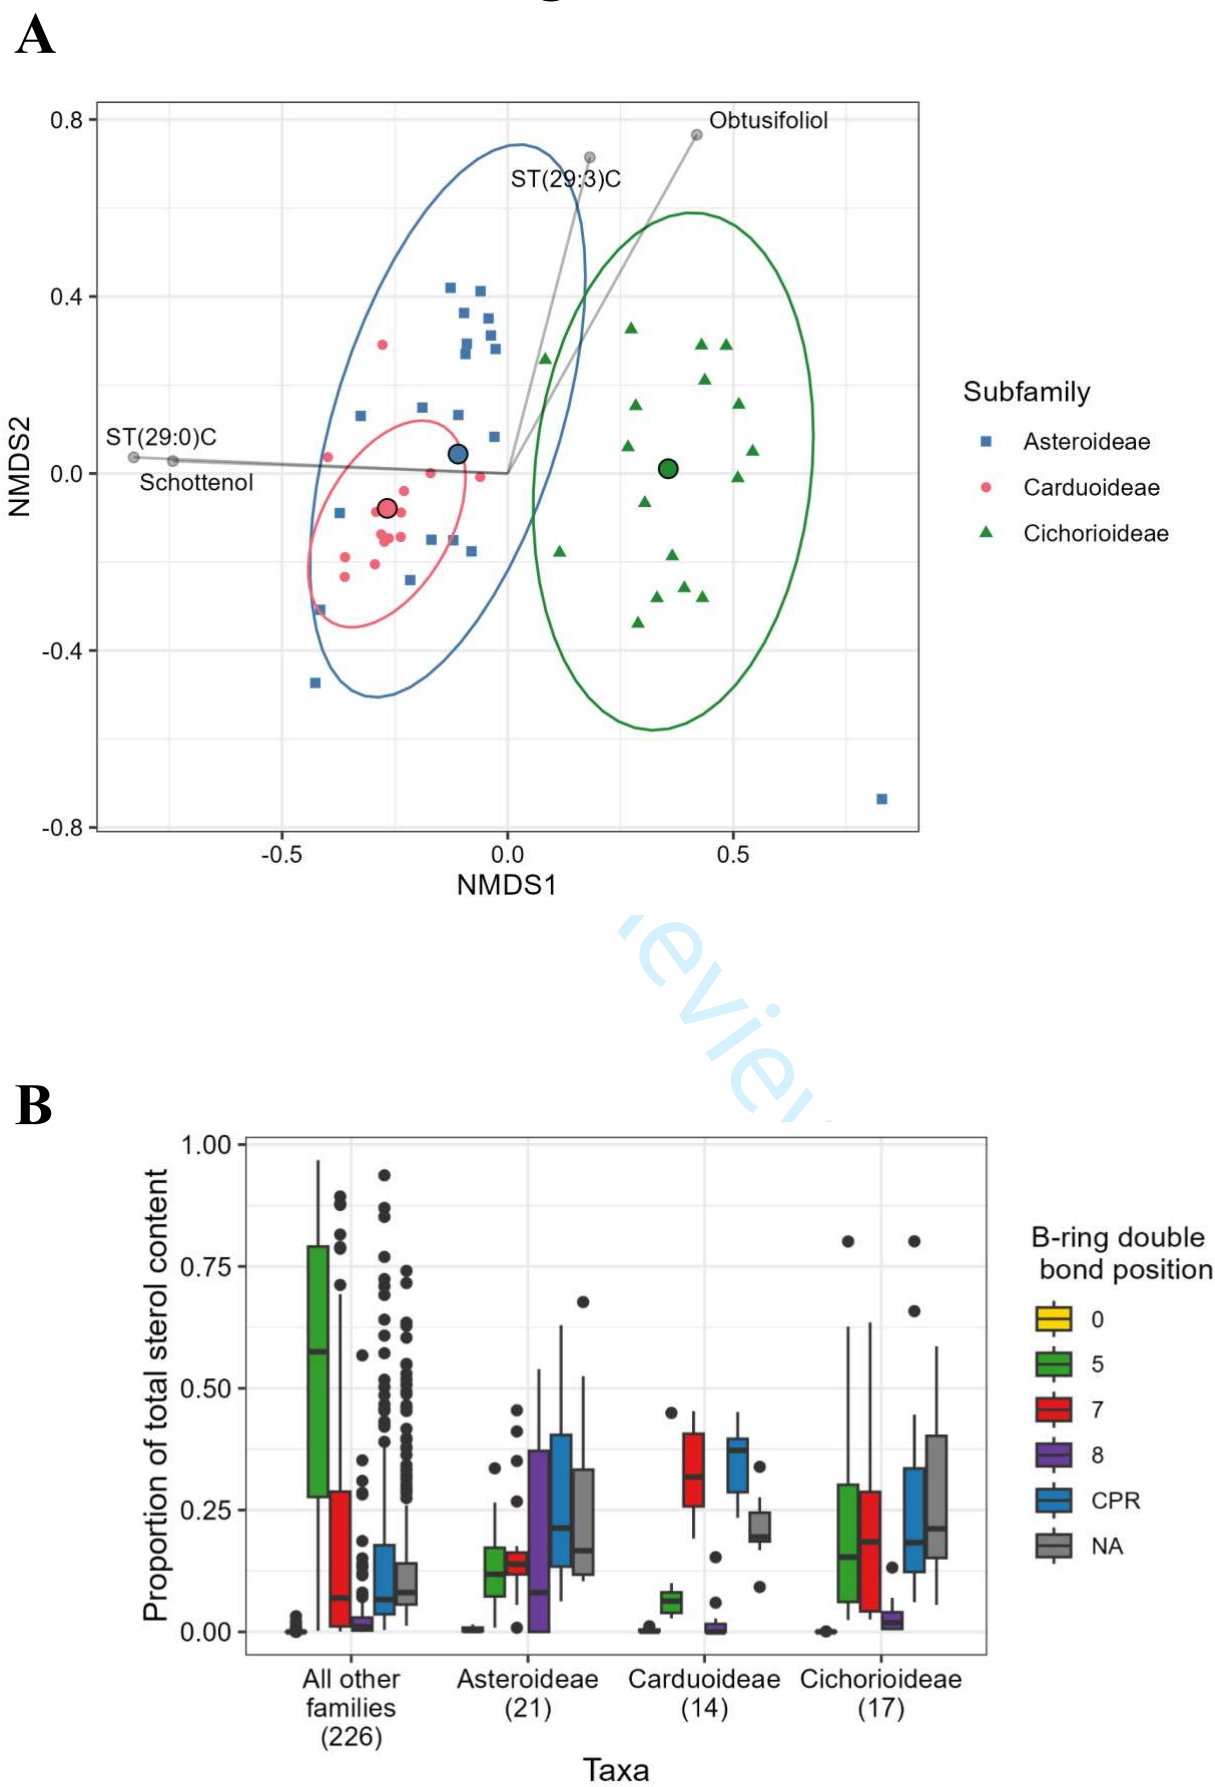 A
0.8
0.4
0.0
-0.4
-0.8
NMDS2
Obtusifoliol
ST(29:3)C
ST(29:0)C
Schottenol
-0.5 0.0 0.5
NMDS1
Subfamily
Asteroideae
Carduoideae
Cichorioideae
eview
B
1.00
0.75
0.50
0.25
0.00
Proportion of total sterol content
All other
families
(226)
Asteroideae
(21)
Carduoideae
(14)
Cichorioideae
(17)
Taxa
B-ring double
bond position
0
5
7
8
CPR
NA